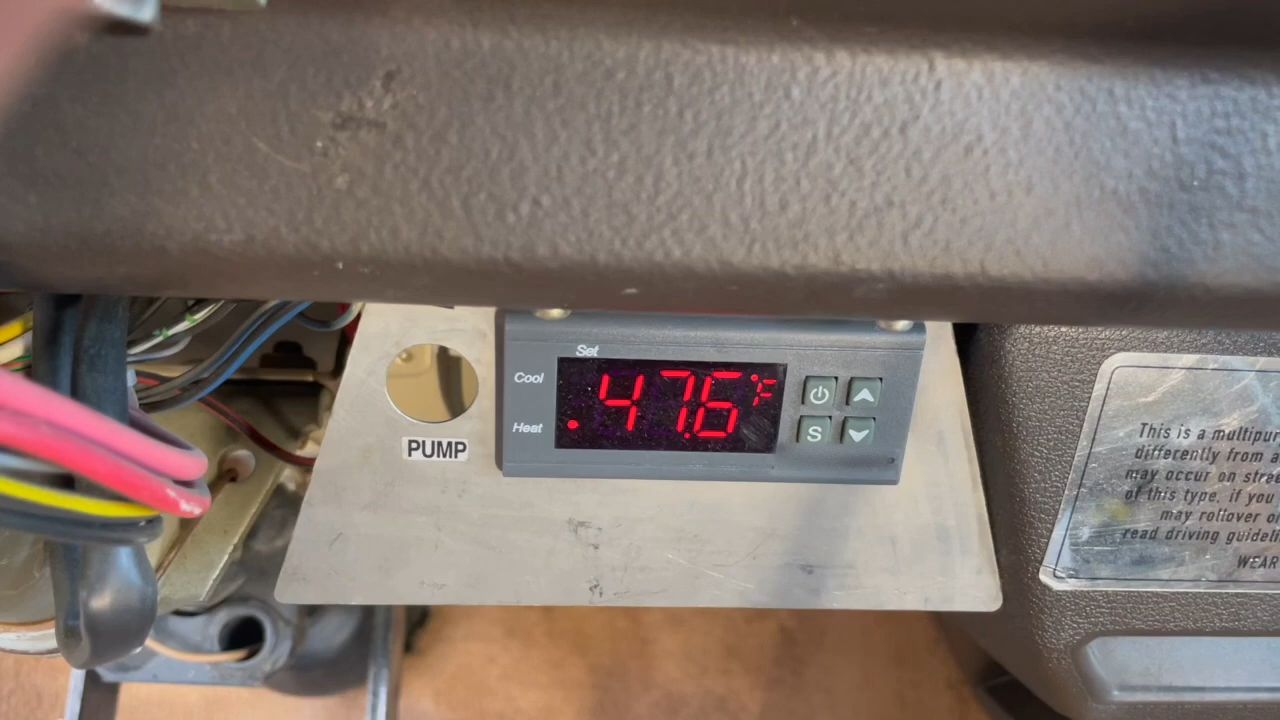 Set
Cool
47.6°F
Heat
S
PUMP
This is a multipur
differently from a
may occur on stree
of this type, if you
may rollover o
read driving guideli
WEAR